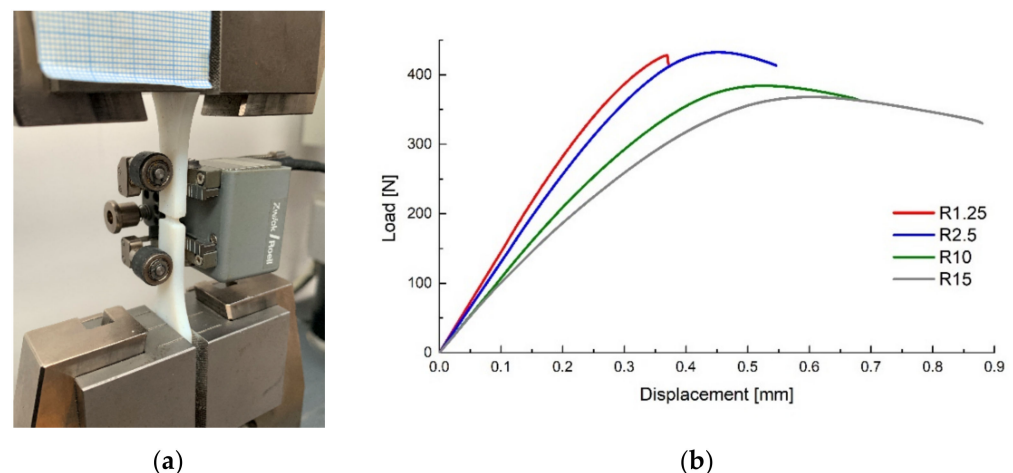 Zwick / Roell
400
300
200
100
0
Load [N]
R1.25
R2.5
R10
R15
0.0 0.1 0.2 0.3 0.4 0.5 0.6 0.7 0.8 0.9
Displacement [mm]
(a) (b)